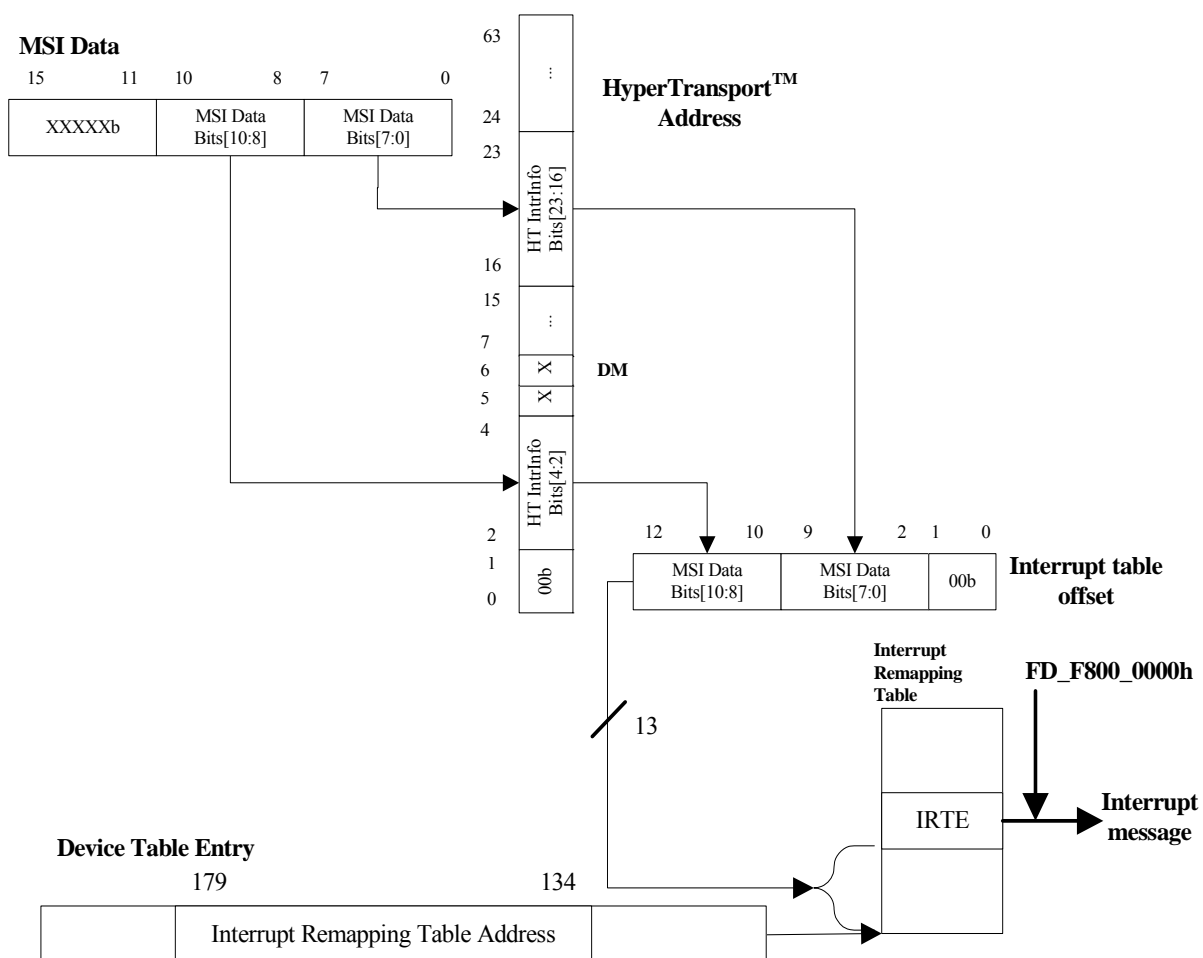 MSI Data
15 11 10 8 7 0
XXXXXb
MSI Data
Bits[10:8]
MSI Data
Bits[7:0]
63
...
24
23
HT IntrInfo
Bits[23:16]
16
15
...
7
6
X
DM
5
X
4
HT IntrInfo
Bits[4:2]
2
1
00b
0
HyperTransport™
Address
12 10 9 2 1 0
MSI Data
Bits[10:8]
MSI Data
Bits[7:0]
00b
Interrupt table
offset
13
Interrupt
Remapping
Table
FD_F800_0000h
IRTE
Interrupt
message
Device Table Entry
179 134
Interrupt Remapping Table Address